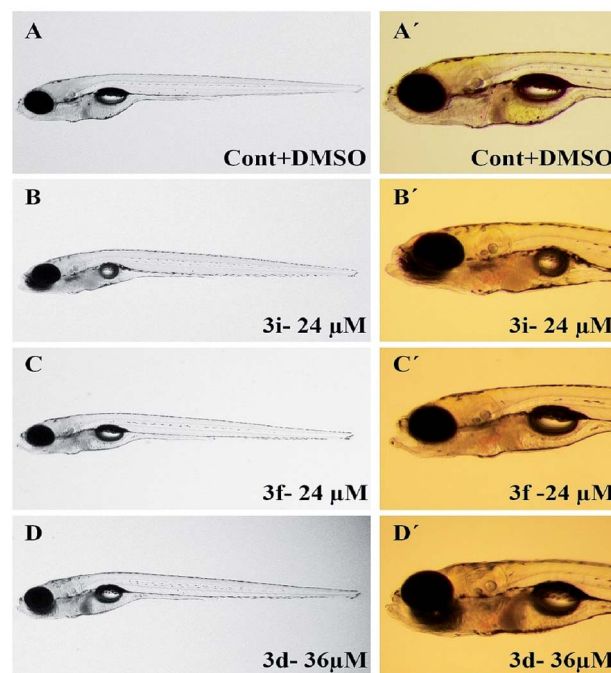 A
Cont+DMSO
A´
Cont+DMSO
B
3i- 24 µM
B´
3i- 24 µM
C
3f- 24 µM
C´
3f -24 µM
D
3d- 36µM
D´
3d- 36µM